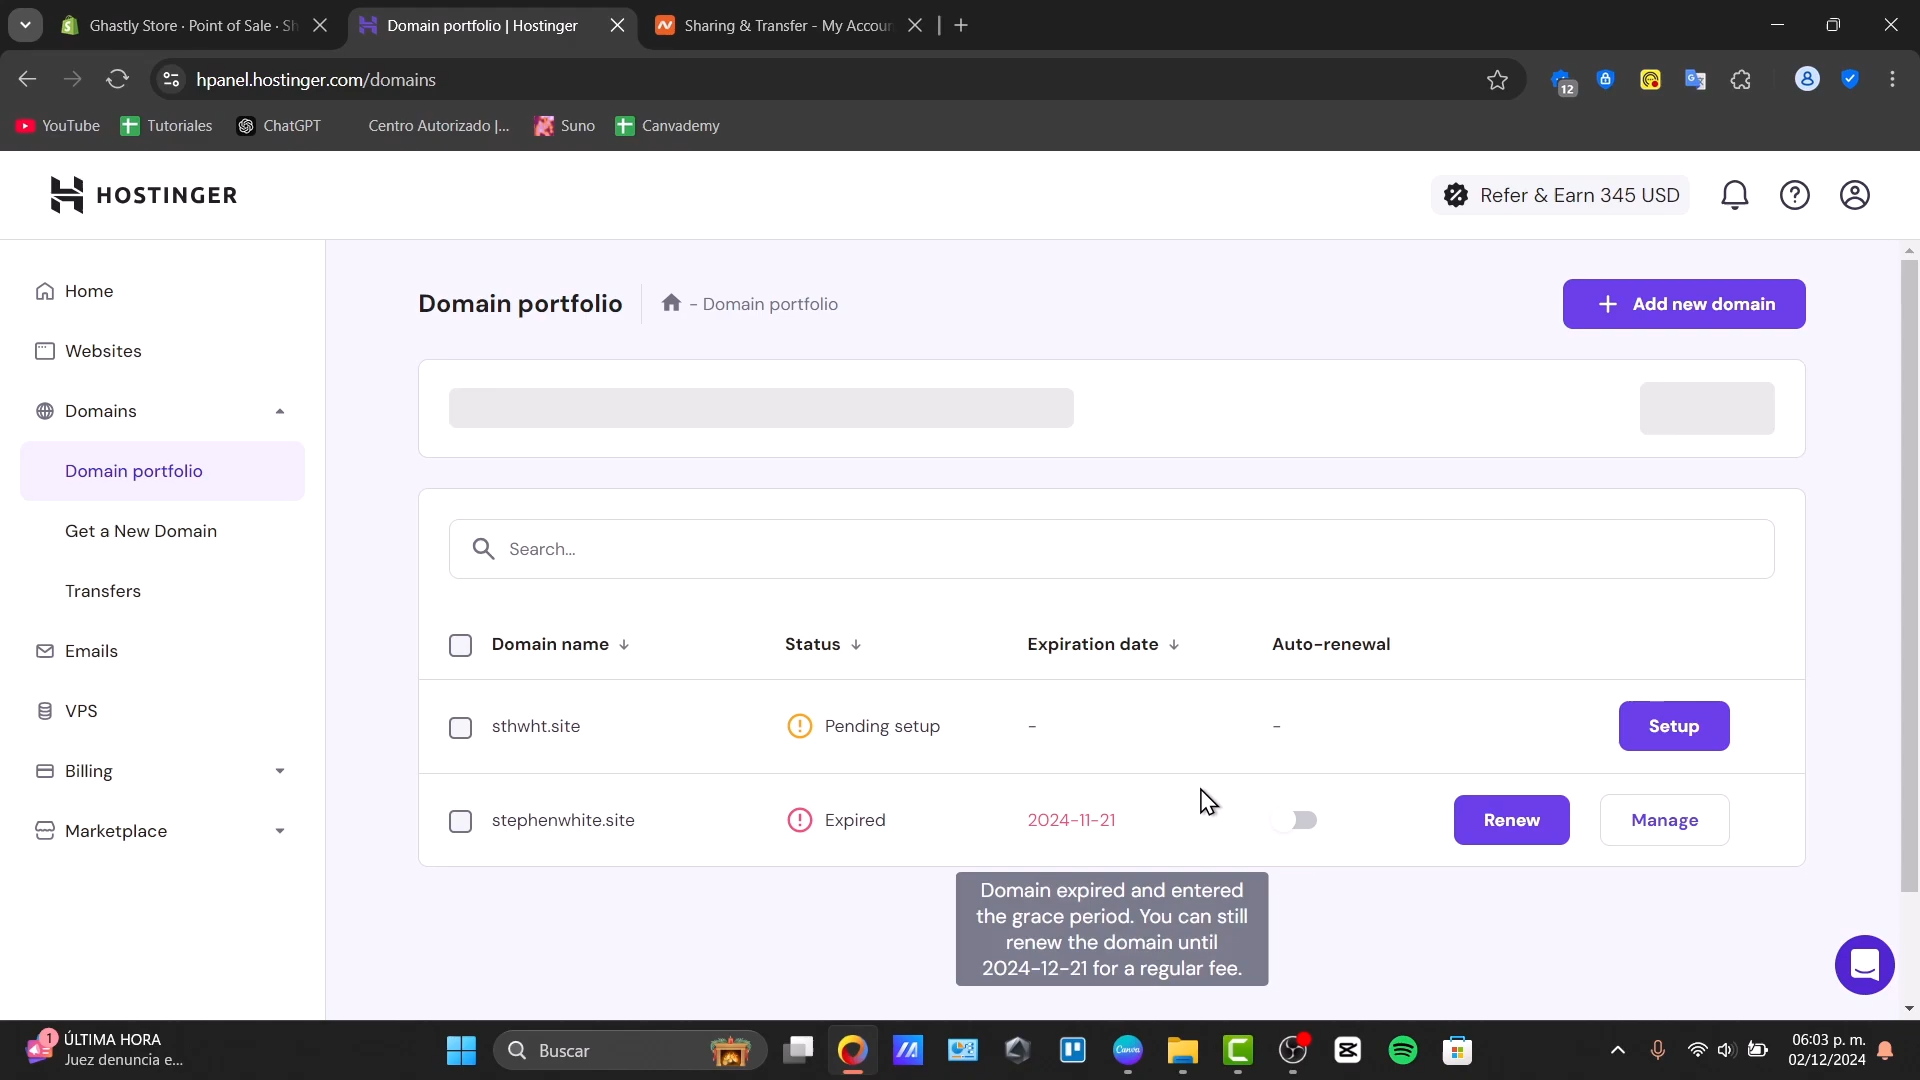 Ghastly Store · Point of Sale · Sh
Domain portfolio | Hostinger
Sharing & Transfer - My Accoun
hpanel.hostinger.com/domains
12
YouTube
Tutoriales
ChatGPT
Centro Autorizado |...
Suno
Canvademy
HOSTINGER
Refer & Earn 345 USD
Home
Websites
Domains
Domain portfolio
Get a New Domain
Transfers
Emails
VPS
Billing
Marketplace
Domain portfolio
- Domain portfolio
+ Add new domain
Search...
Domain name ↓ Status ↓ Expiration date ↓ Auto-renewal
sthwht.site Pending setup - - Setup
stephenwhite.site Expired 2024-11-21 Renew Manage
Domain expired and entered
the grace period. You can still
renew the domain until
2024-12-21 for a regular fee.
1
ÚLTIMA HORA
Juez denuncia e...
Buscar
Canva
06:03 p. m.
02/12/2024